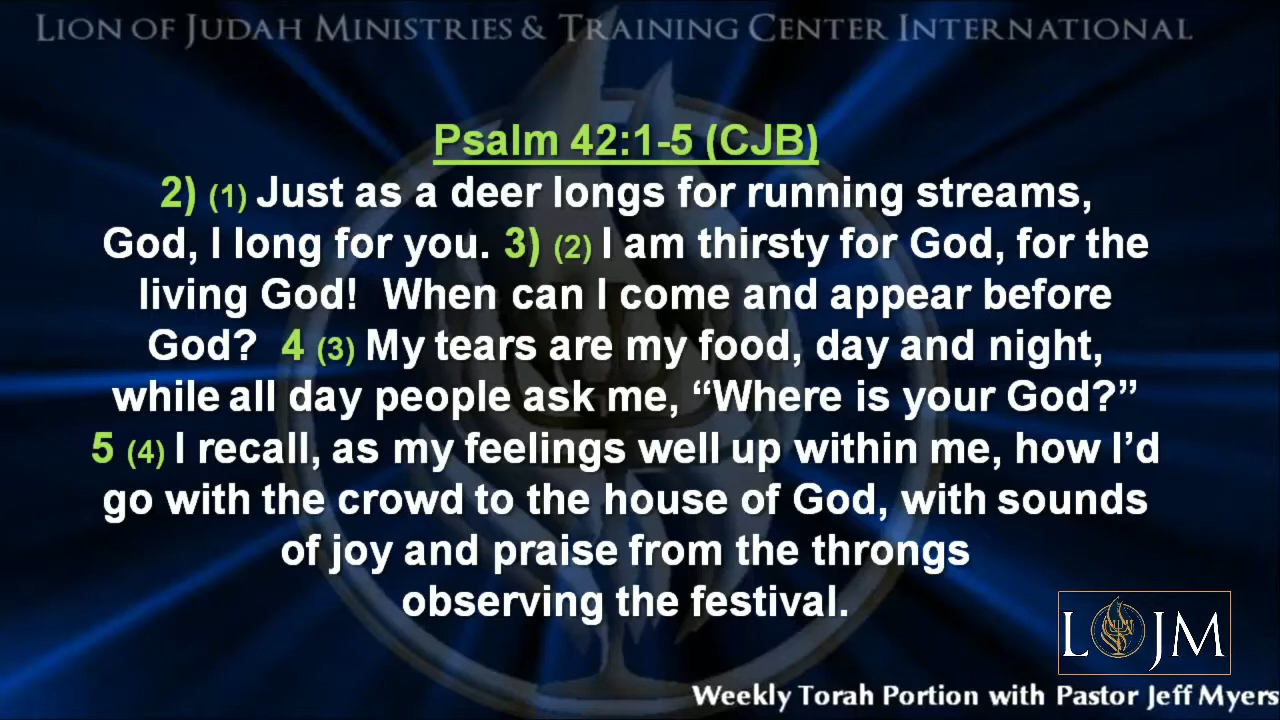 LION OF JUDAH MINISTRIES & TRAINING CENTER INTERNATIONAL
Psalm 42:1-5 (CJB)
2) (1) Just as a deer longs for running streams,
God, I long for you. 3) (2) I am thirsty for God, for the
living God!  When can I come and appear before
God?  4 (3) My tears are my food, day and night,
while all day people ask me, “Where is your God?”
5 (4) I recall, as my feelings well up within me, how I’d
go with the crowd to the house of God, with sounds
of joy and praise from the throngs
observing the festival.
L JM
Weekly Torah Portion with Pastor Jeff Myers